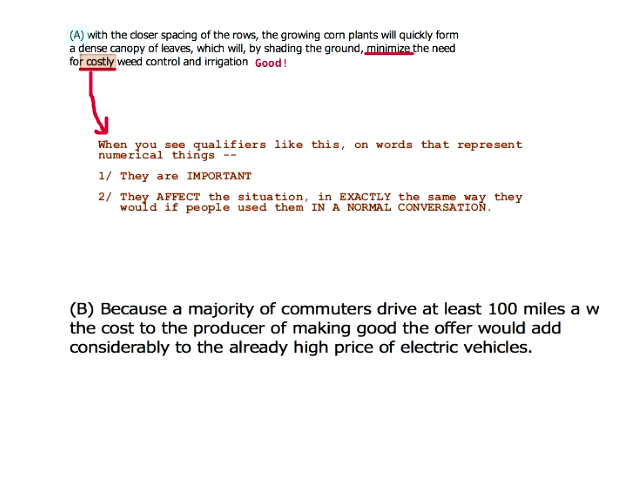 (A) with the closer spacing of the rows, the growing corn plants will quickly form
a dense canopy of leaves, which will, by shading the ground, minimize the need
for costly weed control and irrigation Good!
When you see qualifiers like this, on words that represent
numerical things --
1/ They are IMPORTANT
2/ They AFFECT the situation, in EXACTLY the same way they
would if people used them IN A NORMAL CONVERSATION.
(B) Because a majority of commuters drive at least 100 miles a w
the cost to the producer of making good the offer would add
considerably to the already high price of electric vehicles.